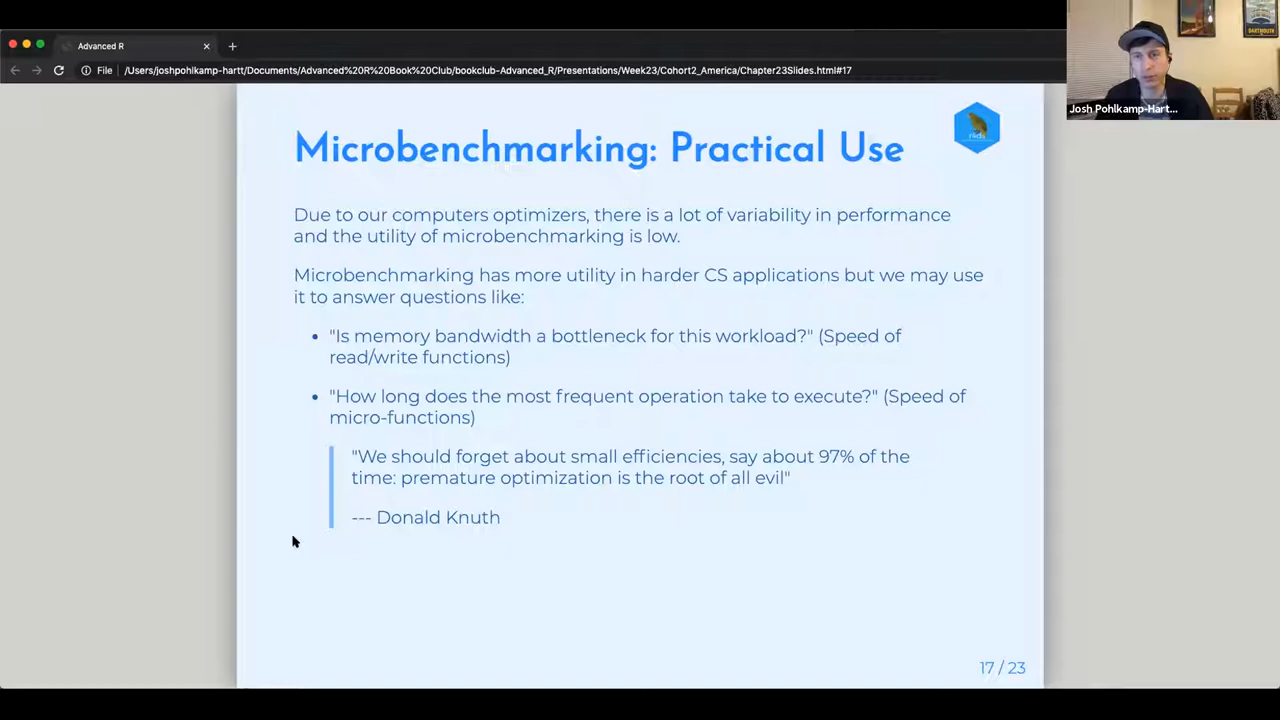 Advanced R
File
/Users/joshpohlkamp-hartt/Documents/Advanced%20R%20Book%20Club/bookclub-Advanced_R/Presentations/Week23/Cohort2_America/Chapter23Slides.html#17
DARTMOUTH
Josh Pohlkamp-Hart...
Microbenchmarking: Practical Use
r4ds
Due to our computers optimizers, there is a lot of variability in performance
and the utility of microbenchmarking is low.
Microbenchmarking has more utility in harder CS applications but we may use
it to answer questions like:
• "Is memory bandwidth a bottleneck for this workload?" (Speed of
read/write functions)
• "How long does the most frequent operation take to execute?" (Speed of
micro-functions)
"We should forget about small efficiencies, say about 97% of the
time: premature optimization is the root of all evil"
--- Donald Knuth
17 / 23